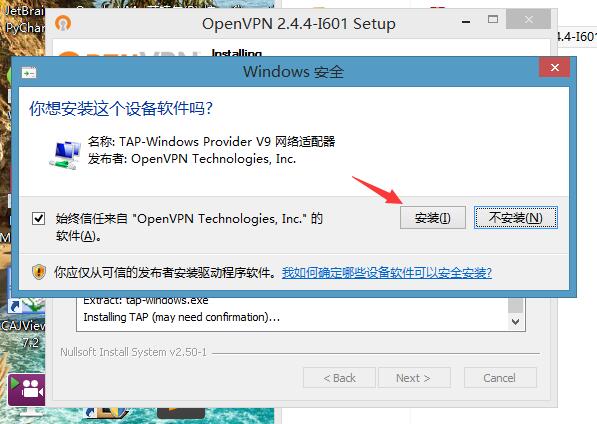 JetBrai
PyChar
OpenVPN 2.4.4-I601 Setup
Installing
.4-I601
Windows 安全
你想安装这个设备软件吗?
名称: TAP-Windows Provider V9 网络适配器
发布者: OpenVPN Technologies, Inc.
始终信任来自 "OpenVPN Technologies, Inc." 的
软件(A)。
安装(I)
不安装(N)
你应仅从可信的发布者安装驱动程序软件。我如何确定哪些设备软件可以安全安装?
Extract: tap-windows.exe
Installing TAP (may need confirmation)...
CAJView
7.2
Nullsoft Install System v2.50-1
< Back
Next >
Cancel